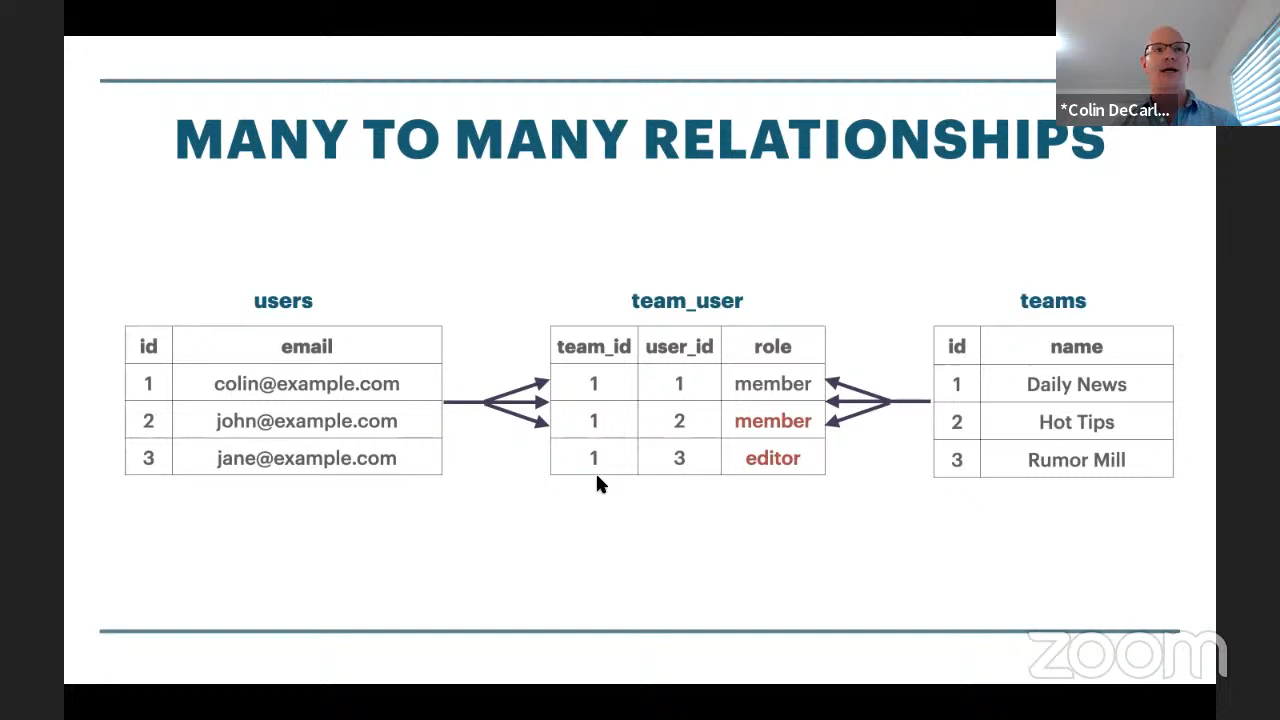 *Colin DeCarl...
MANY TO MANY RELATIONSHIPS
users
id email
1 colin@example.com
2 john@example.com
3 jane@example.com
team_user
team_id user_id role
1 1 member
1 2 member
1 3 editor
teams
id name
1 Daily News
2 Hot Tips
3 Rumor Mill
zoom